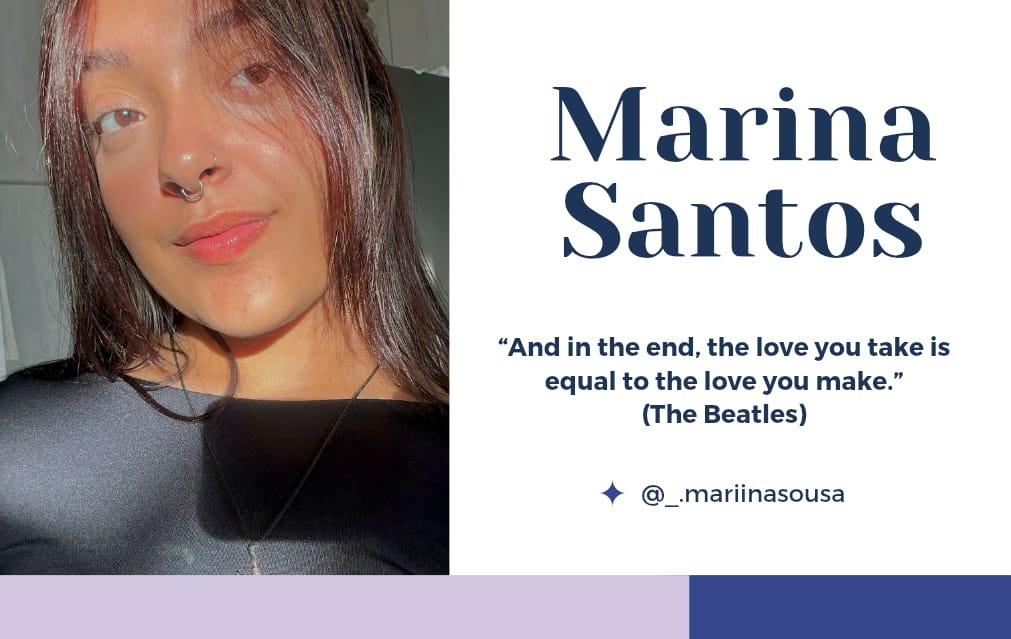 Marina
Santos
“And in the end, the love you take is
equal to the love you make.”
(The Beatles)
@_.mariinasousa